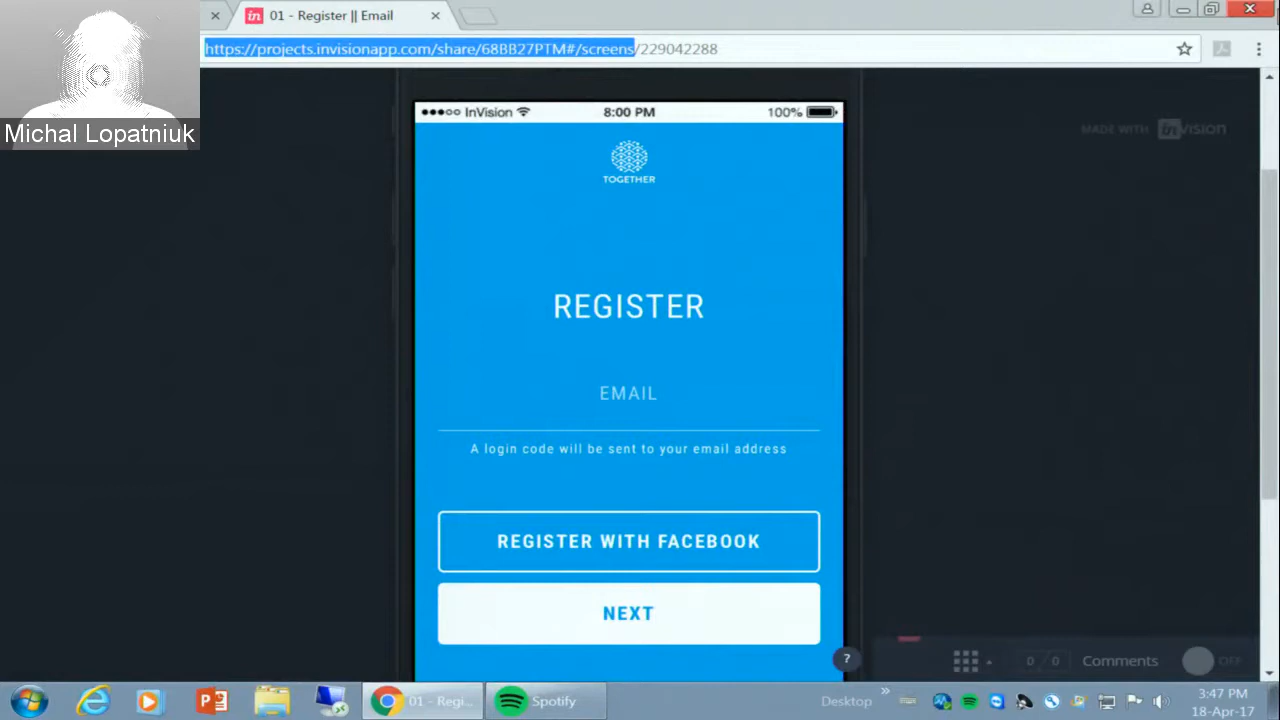 in 01 - Register || Email
https://projects.invisionapp.com/share/68BB27PTM#/screens/229042288
Michal Lopatniuk
InVision 8:00 PM 100%
MADE WITH inVision
TOGETHER
REGISTER
EMAIL
A login code will be sent to your email address
REGISTER WITH FACEBOOK
NEXT
?
0 / 0 Comments OFF
01 - Regi... Spotify Desktop 3:47 PM
18-Apr-17